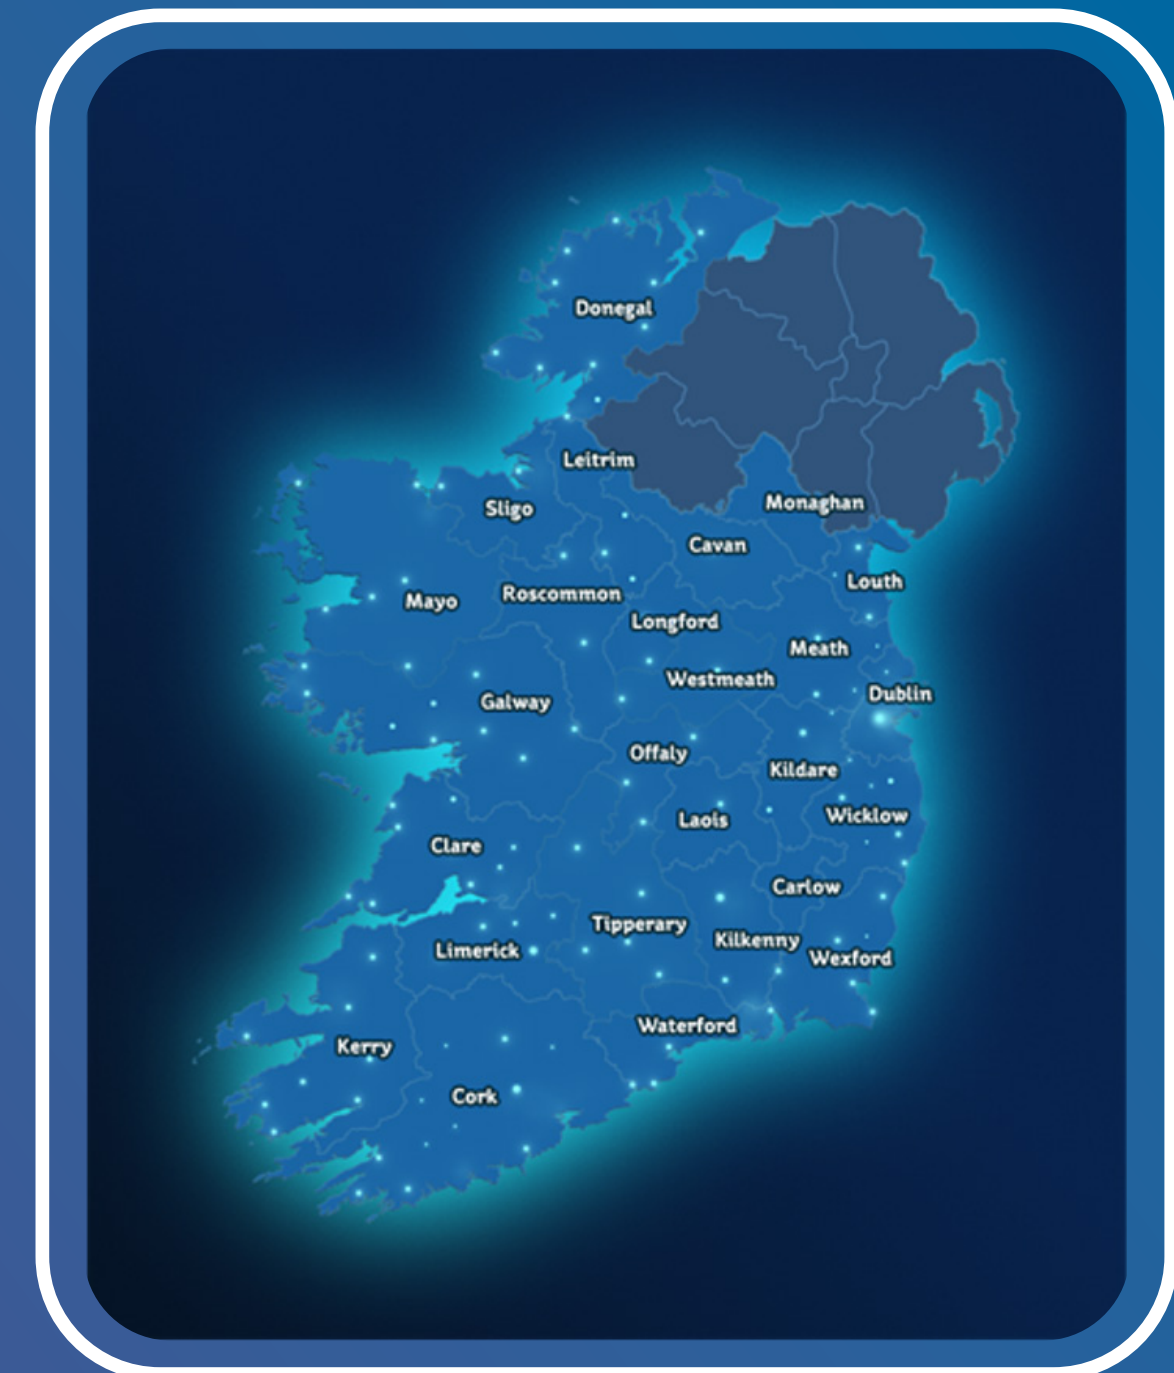 Donegal
Leitrim
Monaghan
Sligo
Cavan
Louth
Roscommon
Mayo
Longford
Meath
Westmeath
Dublin
Galway
Offaly
Kildare
Wicklow
Laois
Clare
Carlow
Tipperary
Kilkenny
Limerick
Wexford
Waterford
Kerry
Cork